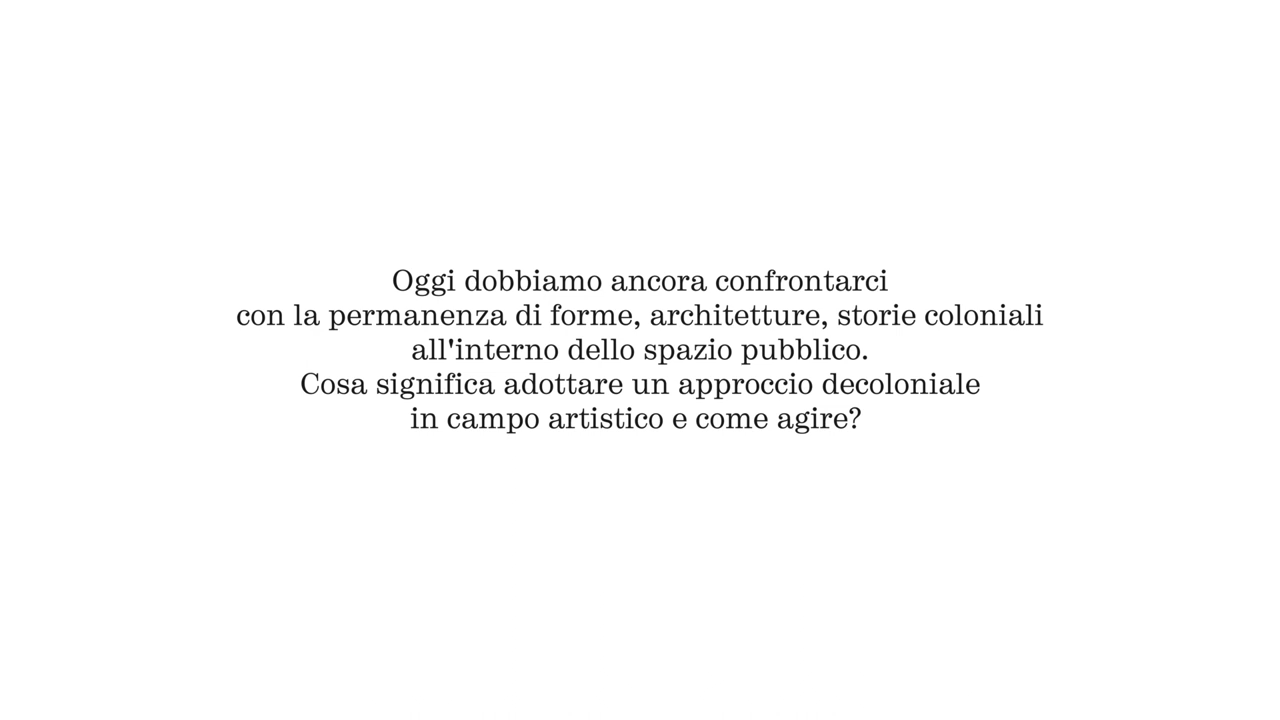 Oggi dobbiamo ancora confrontarci
con la permanenza di forme, architetture, storie coloniali
all'interno dello spazio pubblico.
Cosa significa adottare un approccio decoloniale
in campo artistico e come agire?